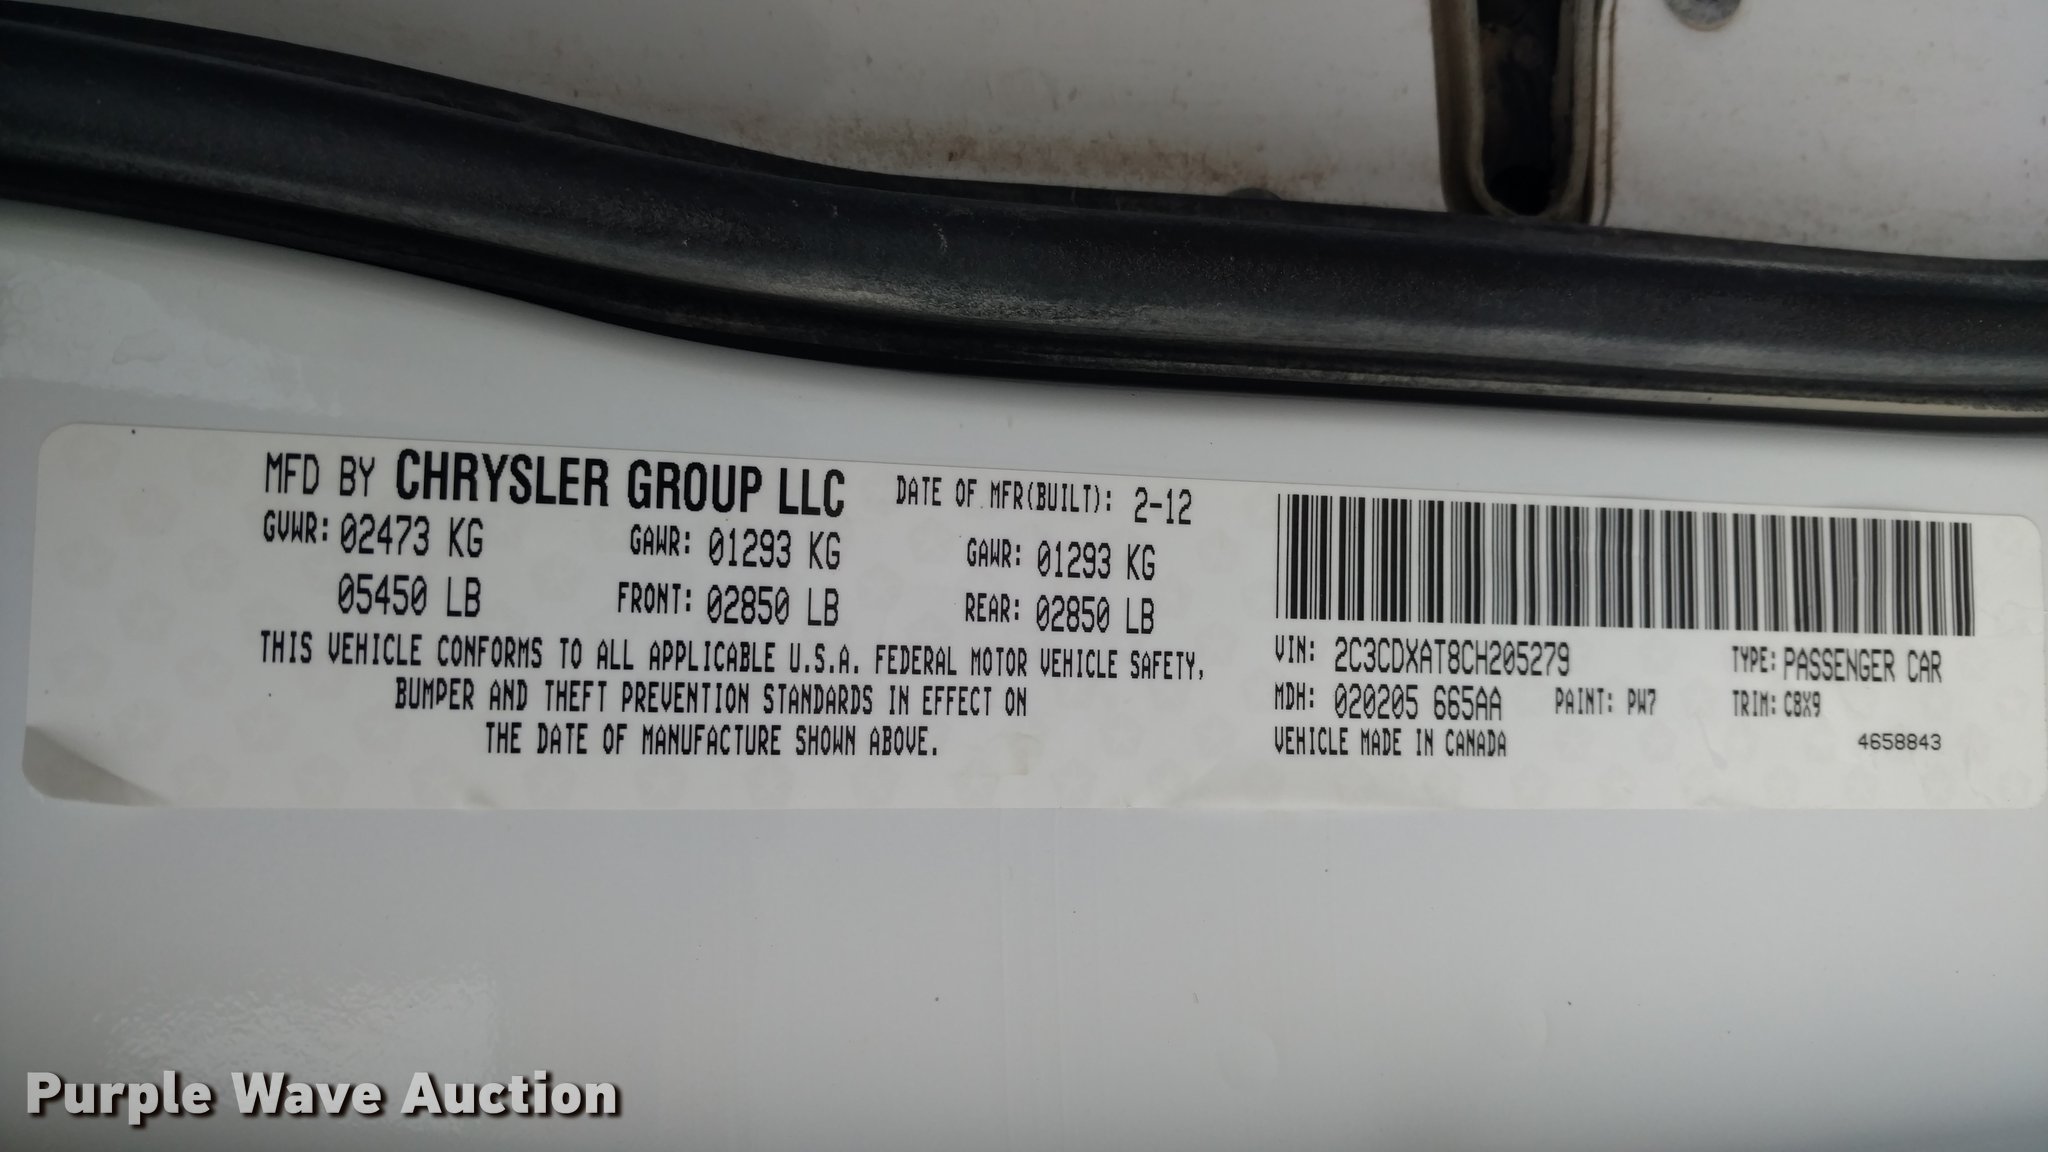 MFD BY CHRYSLER GROUP LLC DATE OF MFR(BUILT): 2-12
GVWR: 02473 KG GAWR: 01293 KG GAWR: 01293 KG
05450 LB FRONT: 02850 LB REAR: 02850 LB
THIS VEHICLE CONFORMS TO ALL APPLICABLE U.S.A. FEDERAL MOTOR VEHICLE SAFETY,
BUMPER AND THEFT PREVENTION STANDARDS IN EFFECT ON
THE DATE OF MANUFACTURE SHOWN ABOVE.
VIN: 2C3CDXAT8CH205279 TYPE: PASSENGER CAR
MDH: 020205 665AA PAINT: PW7 TRIM: C8X9
VEHICLE MADE IN CANADA 4658843
Purple Wave Auction